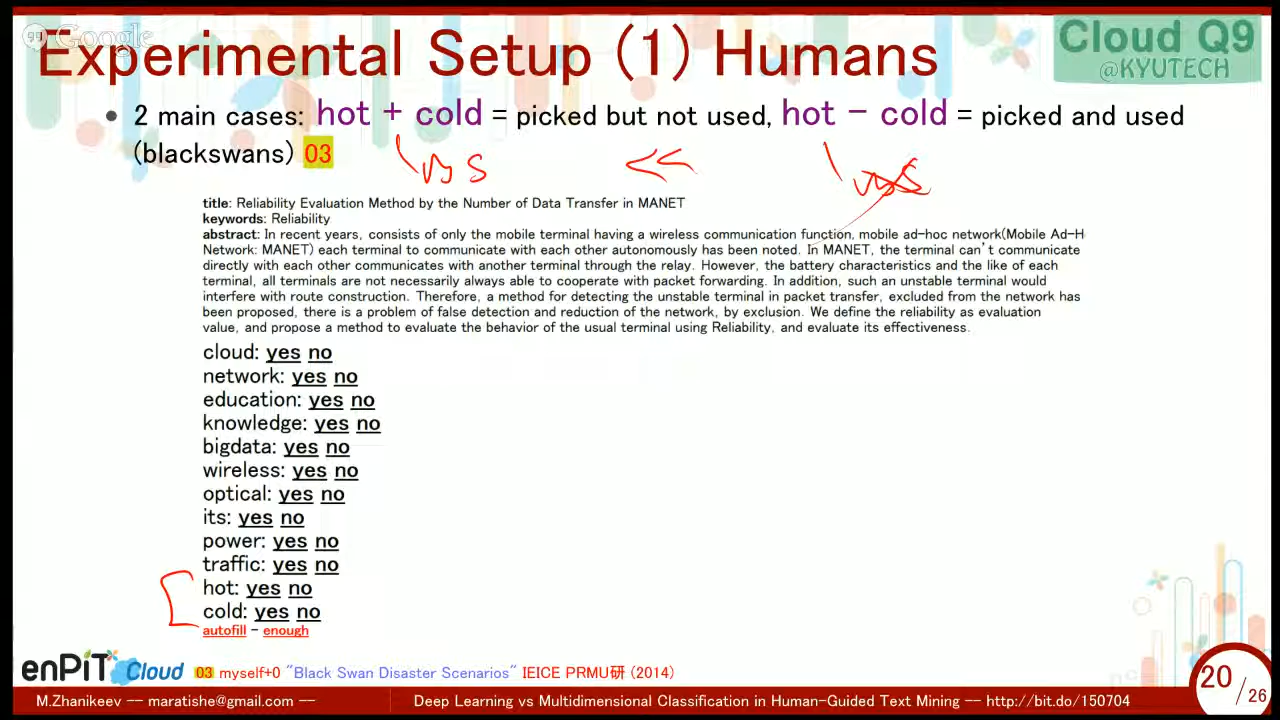 Google
Experimental Setup (1) Humans
Cloud Q9
@KYUTECH
• 2 main cases: hot + cold = picked but not used, hot - cold = picked and used
(blackswans) 03
<<
title: Reliability Evaluation Method by the Number of Data Transfer in MANET
keywords: Reliability
abstract: In recent years, consists of only the mobile terminal having a wireless communication function, mobile ad-hoc network(Mobile Ad-H
Network: MANET) each terminal to communicate with each other autonomously has been noted. In MANET, the terminal can't communicate
directly with each other communicates with another terminal through the relay. However, the battery characteristics and the like of each
terminal, all terminals are not necessarily always able to cooperate with packet forwarding. In addition, such an unstable terminal would
interfere with route construction. Therefore, a method for detecting the unstable terminal in packet transfer, excluded from the network has
been proposed, there is a problem of false detection and reduction of the network, by exclusion. We define the reliability as evaluation
value, and propose a method to evaluate the behavior of the usual terminal using Reliability, and evaluate its effectiveness.
cloud: yes no
network: yes no
education: yes no
knowledge: yes no
bigdata: yes no
wireless: yes no
optical: yes no
its: yes no
power: yes no
traffic: yes no
hot: yes no
cold: yes no
autofill - enough
enPiT Cloud 03 myself+0 "Black Swan Disaster Scenarios" IEICE PRMU研 (2014)
M.Zhanikeev -- maratishe@gmail.com -- Deep Learning vs Multidimensional Classification in Human-Guided Text Mining -- http://bit.do/150704
20/26